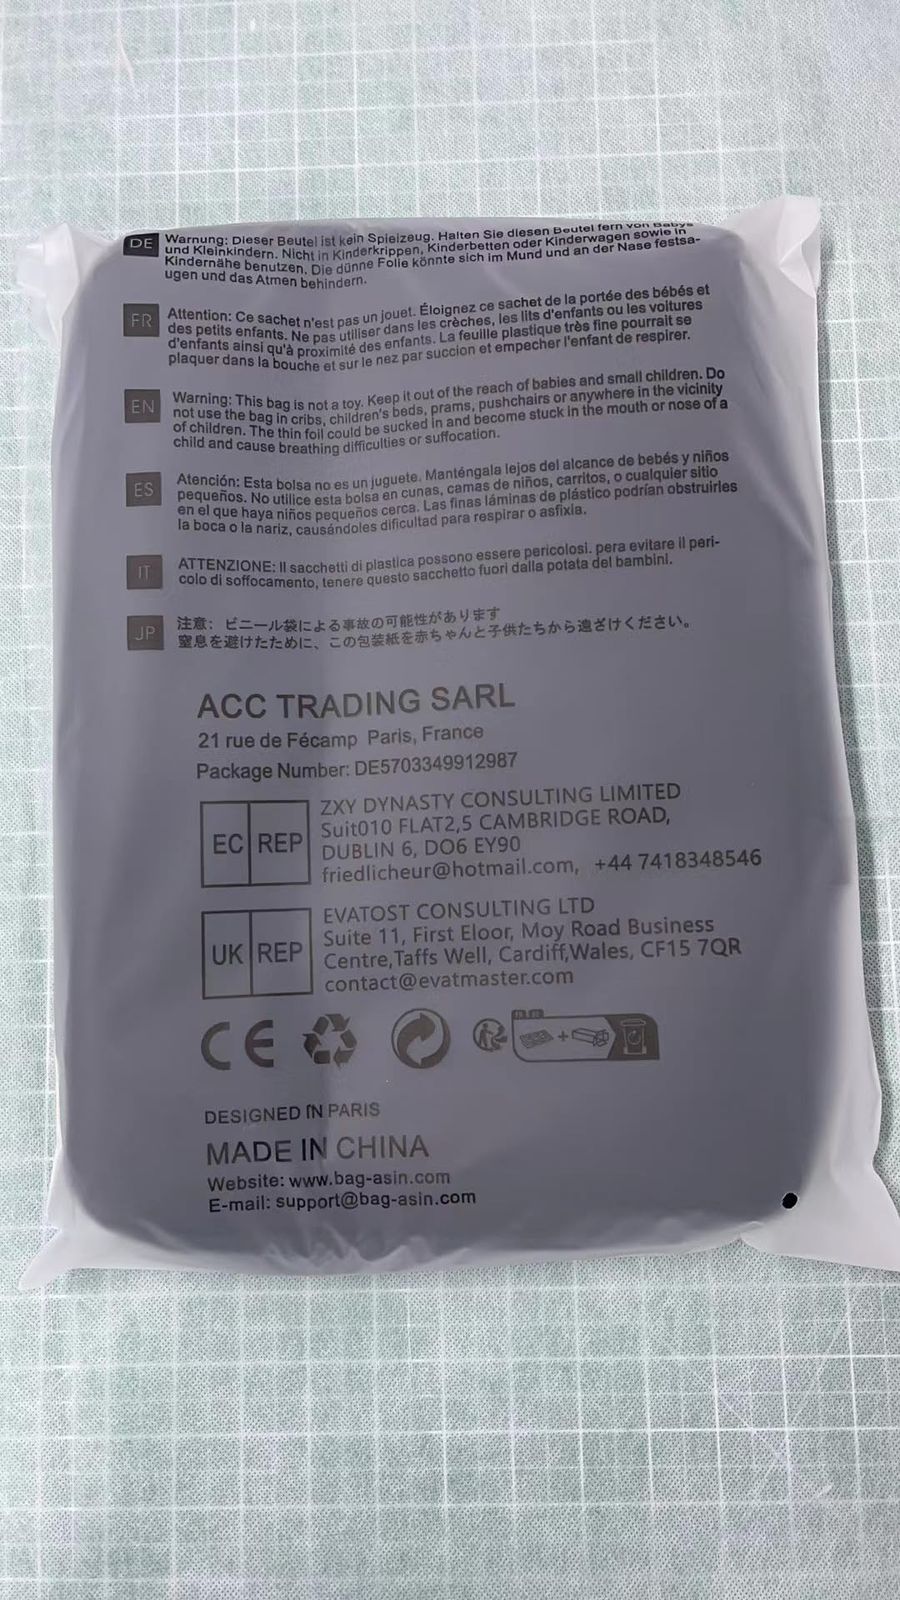 DE
Warnung: Dieser Beutel ist kein Spielzeug. Halten Sie diesen Beutel fern von Babys
und Kleinkindern. Nicht in Kinderkrippen, Kinderbetten oder Kinderwagen sowie in
Kindernähe benutzen. Die dünne Folie könnte sich im Mund und an der Nase festsa-
ugen und das Atmen behindern.
FR
Attention: Ce sachet n'est pas un jouet. Éloignez ce sachet de la portée des bébés et
des petits enfants. Ne pas utiliser dans les crèches, les lits d'enfants ou les voitures
d'enfants ainsi qu'à proximité des enfants. La feuille plastique très fine pourrait se
plaquer dans la bouche et sur le nez par succion et empecher l'enfant de respirer.
EN
Warning: This bag is not a toy. Keep it out of the reach of babies and small children. Do
not use the bag in cribs, children's beds, prams, pushchairs or anywhere in the vicinity
of children. The thin foil could be sucked in and become stuck in the mouth or nose of a
child and cause breathing difficulties or suffocation.
ES
Atención: Esta bolsa no es un juguete. Manténgala lejos del alcance de bebés y niños
pequeños. No utilice esta bolsa en cunas, camas de niños, carritos, o cualquier sitio
en el que haya niños pequeños cerca. Las finas láminas de plástico podrían obstruirles
la boca o la nariz, causándoles dificultad para respirar o asfixia.
IT
ATTENZIONE: Il sacchetti di plastica possono essere pericolosi. pera evitare il peri-
colo di soffocamento, tenere questo sacchetto fuori dalla potata del bambini.
JP
注意: ビニール袋による事故の可能性があります
窒息を避けたために、この包装紙を赤ちゃんと子供たちから遠ざけください。
ACC TRADING SARL
21 rue de Fécamp Paris, France
Package Number: DE5703349912987
EC REP
ZXY DYNASTY CONSULTING LIMITED
Suit010 FLAT2,5 CAMBRIDGE ROAD,
DUBLIN 6, DO6 EY90
friedlicheur@hotmail.com, +44 7418348546
UK REP
EVATOST CONSULTING LTD
Suite 11, First Eloor, Moy Road Business
Centre,Taffs Well, Cardiff,Wales, CF15 7QR
contact@evatmaster.com
CE
DESIGNED IN PARIS
MADE IN CHINA
Website: www.bag-asin.com
E-mail: support@bag-asin.com